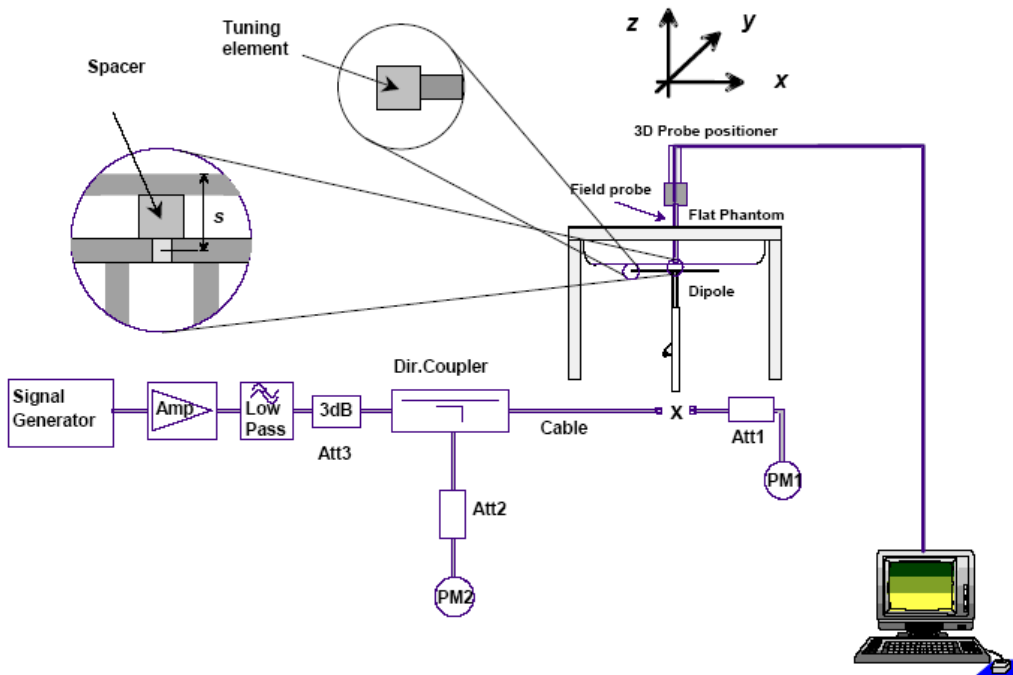 Tuning
element
Spacer
s
z
y
x
3D Probe positioner
Field probe
Flat Phantom
Dipole
Signal
Generator
Amp
Low
Pass
3dB
Att3
Dir.Coupler
Cable
X
Att1
PM1
Att2
PM2